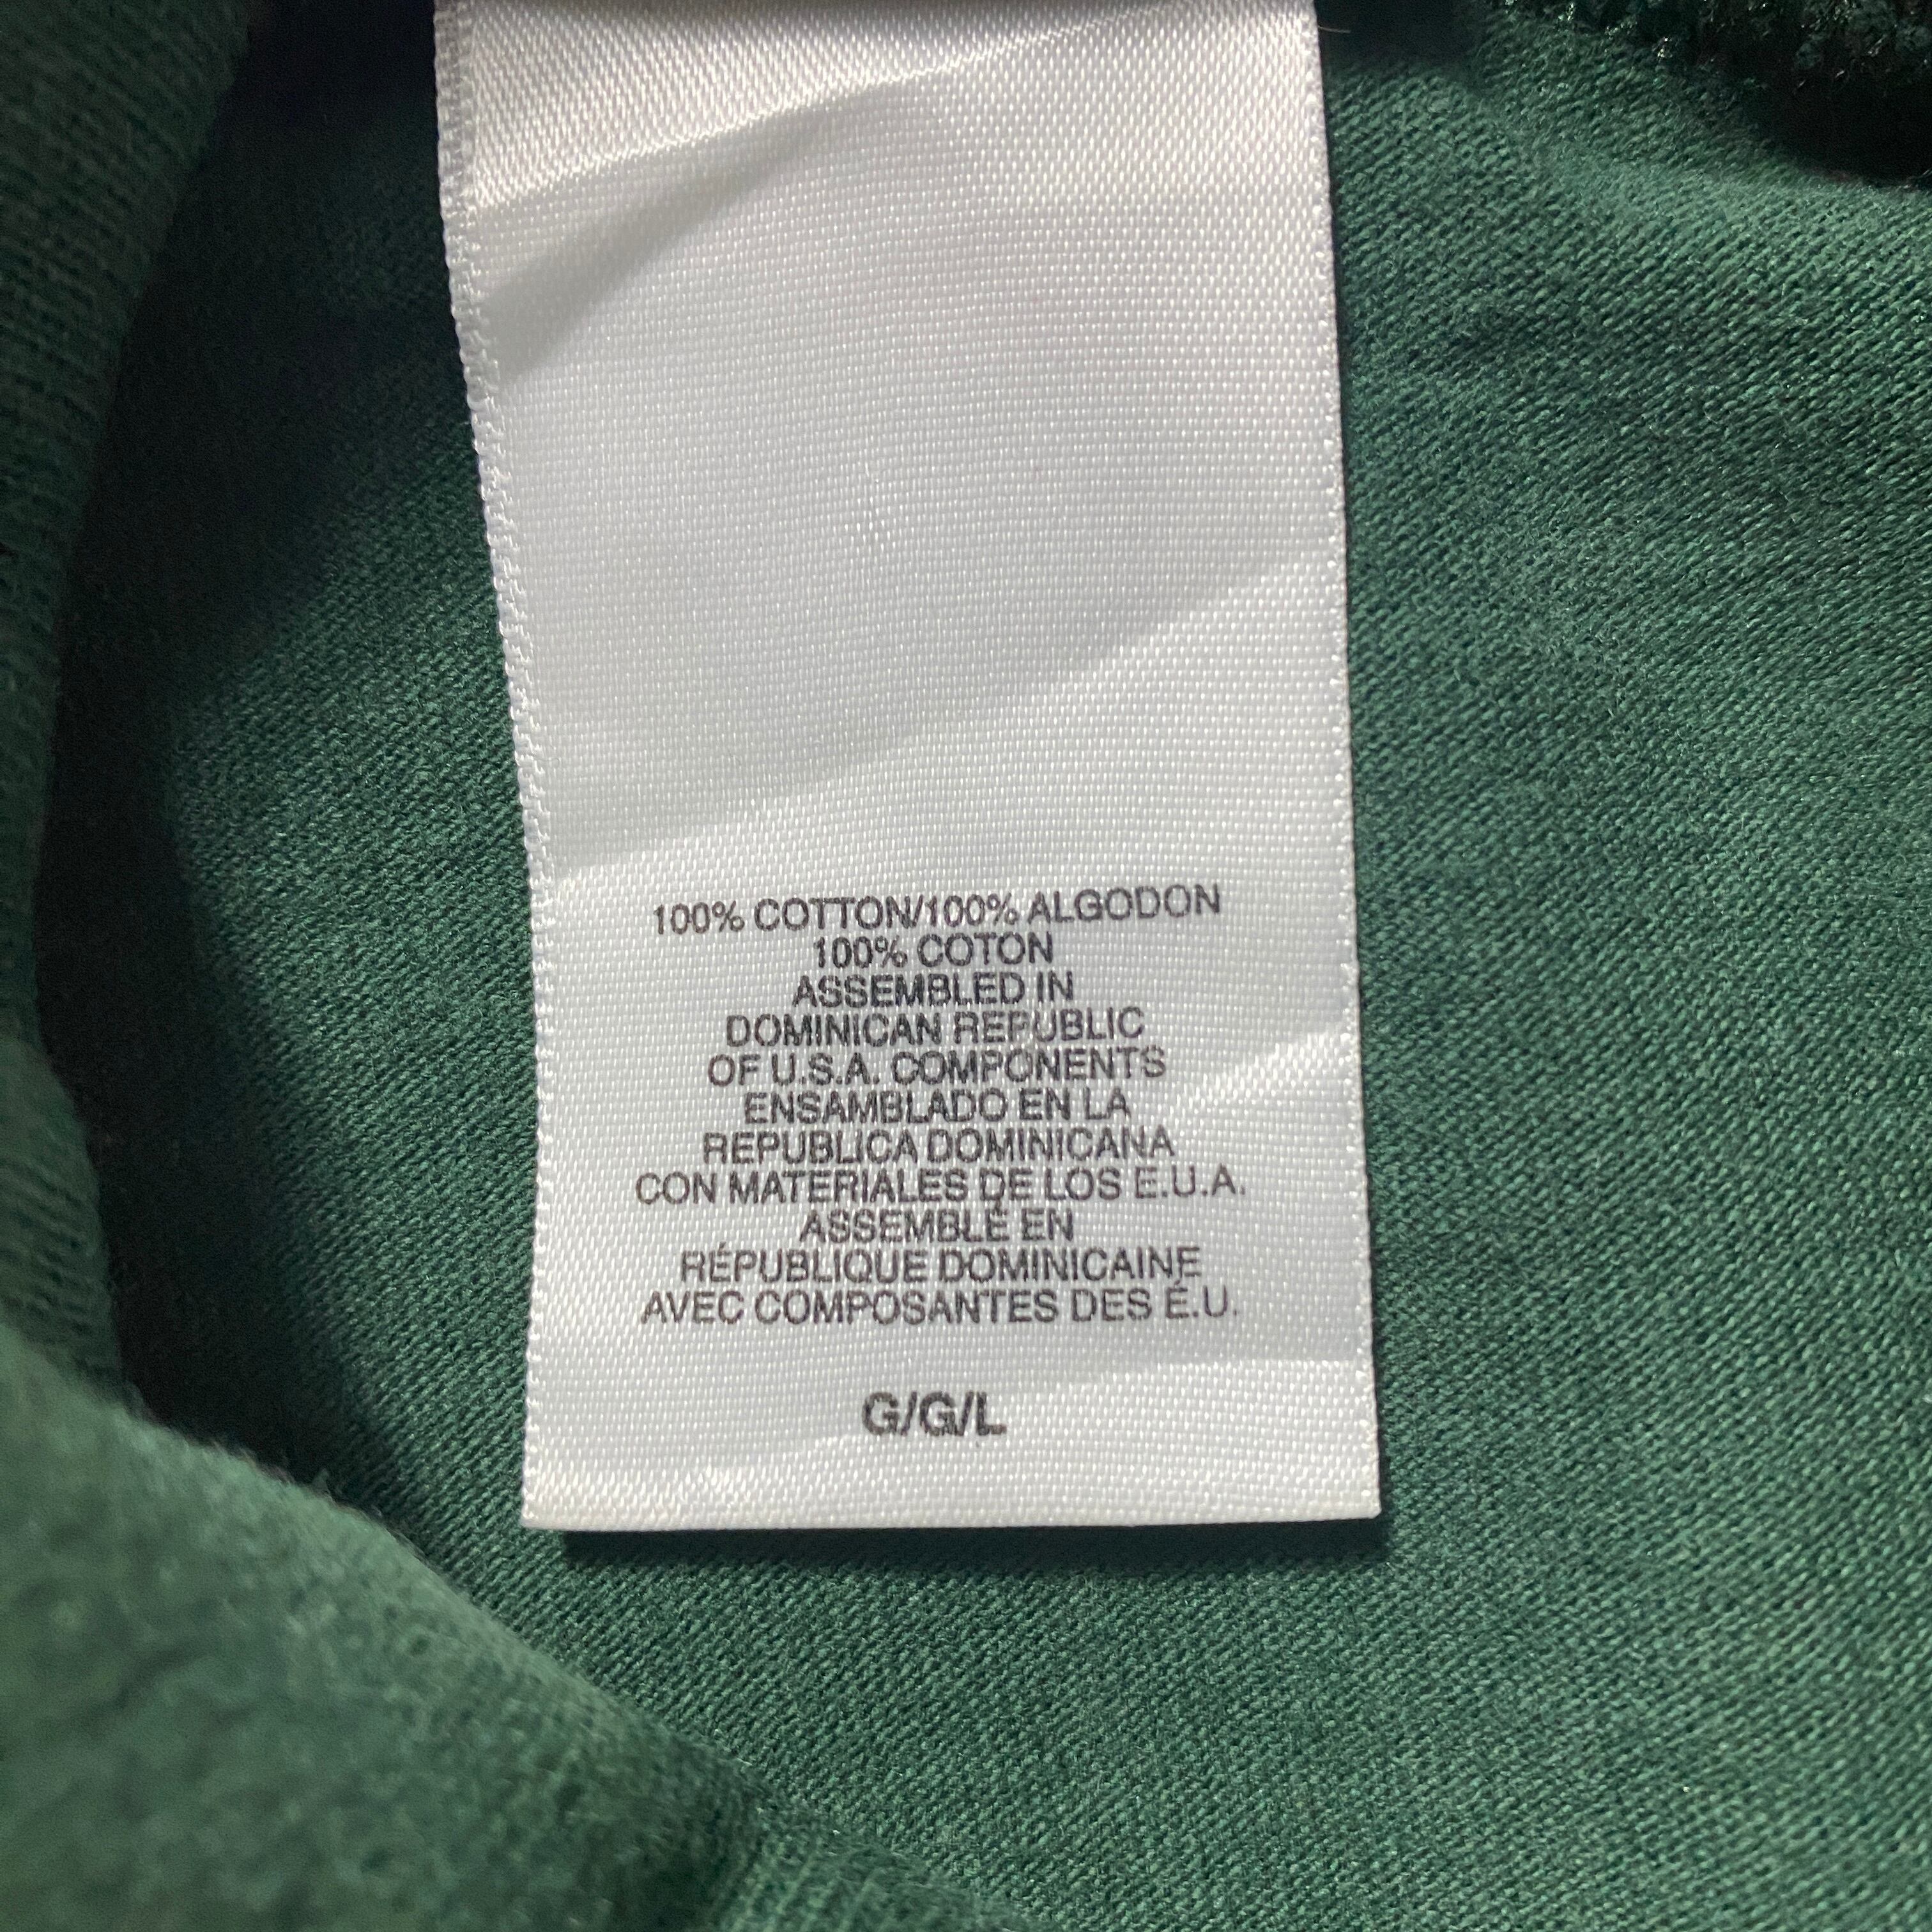 100% COTTON/100% ALGODON
100% COTON
ASSEMBLED IN
DOMINICAN REPUBLIC
OF U.S.A. COMPONENTS
ENSAMBLADO EN LA
REPUBLICA DOMINICANA
CON MATERIALES DE LOS E.U.A.
ASSEMBLÉ EN
RÉPUBLIQUE DOMINICAINE
AVEC COMPOSANTES DES É.U.
G/G/L